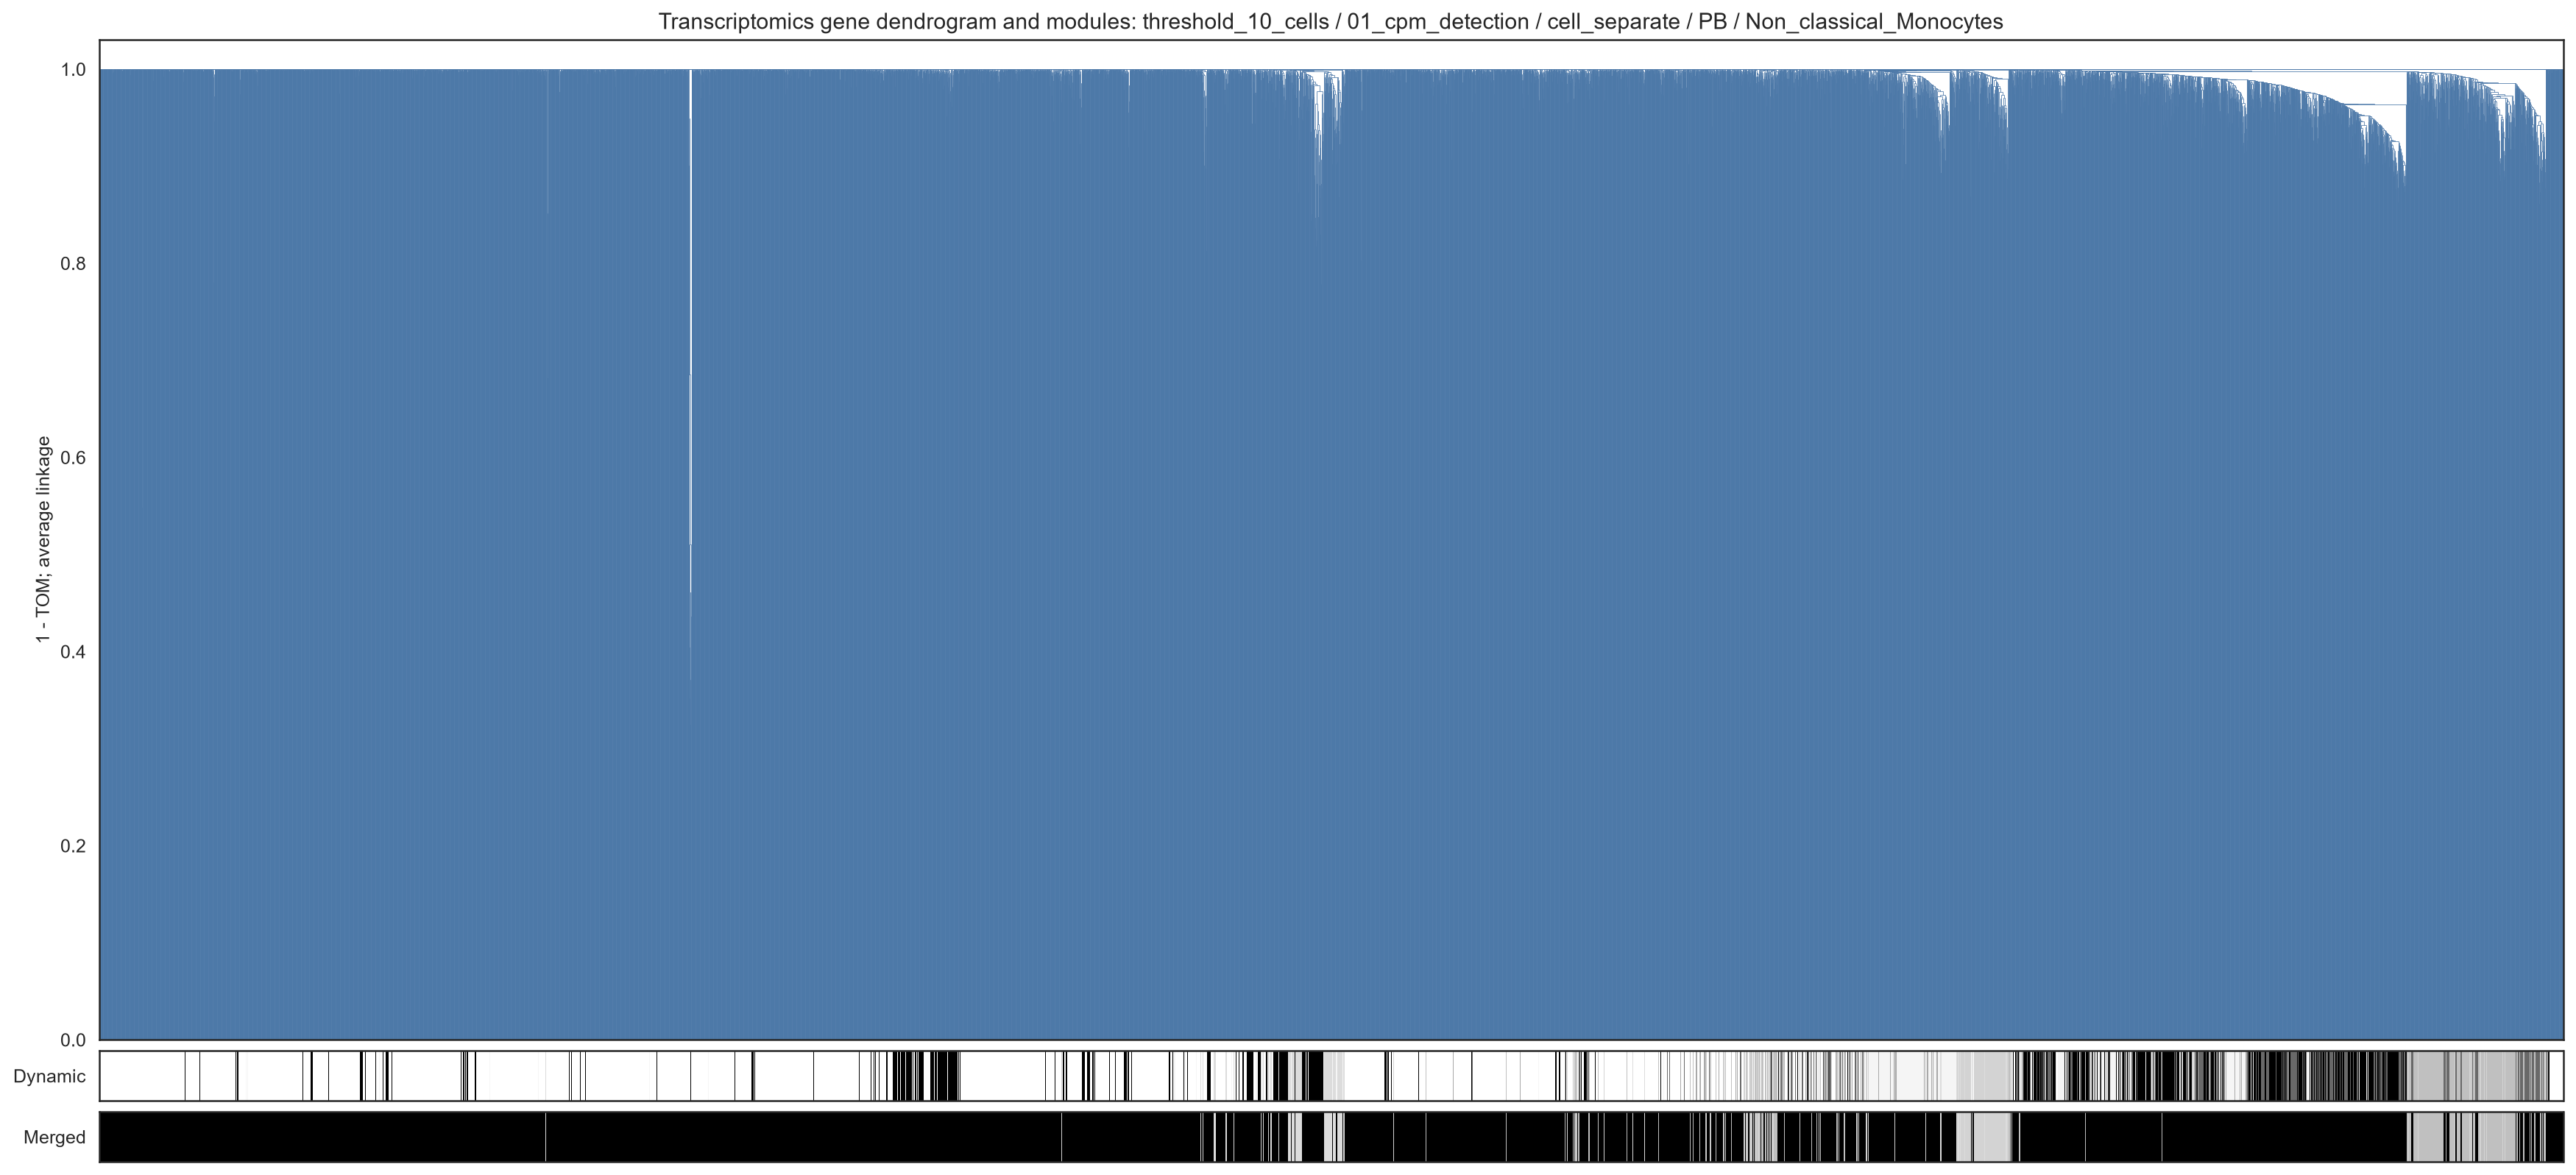 Transcriptomics gene dendrogram and modules: threshold_10_cells / 01_cpm_detection / cell_separate / PB / Non_classical_Monocytes
1.0
0.8
0.6
0.4
0.2
0.0
1 - TOM; average linkage
Dynamic
Merged